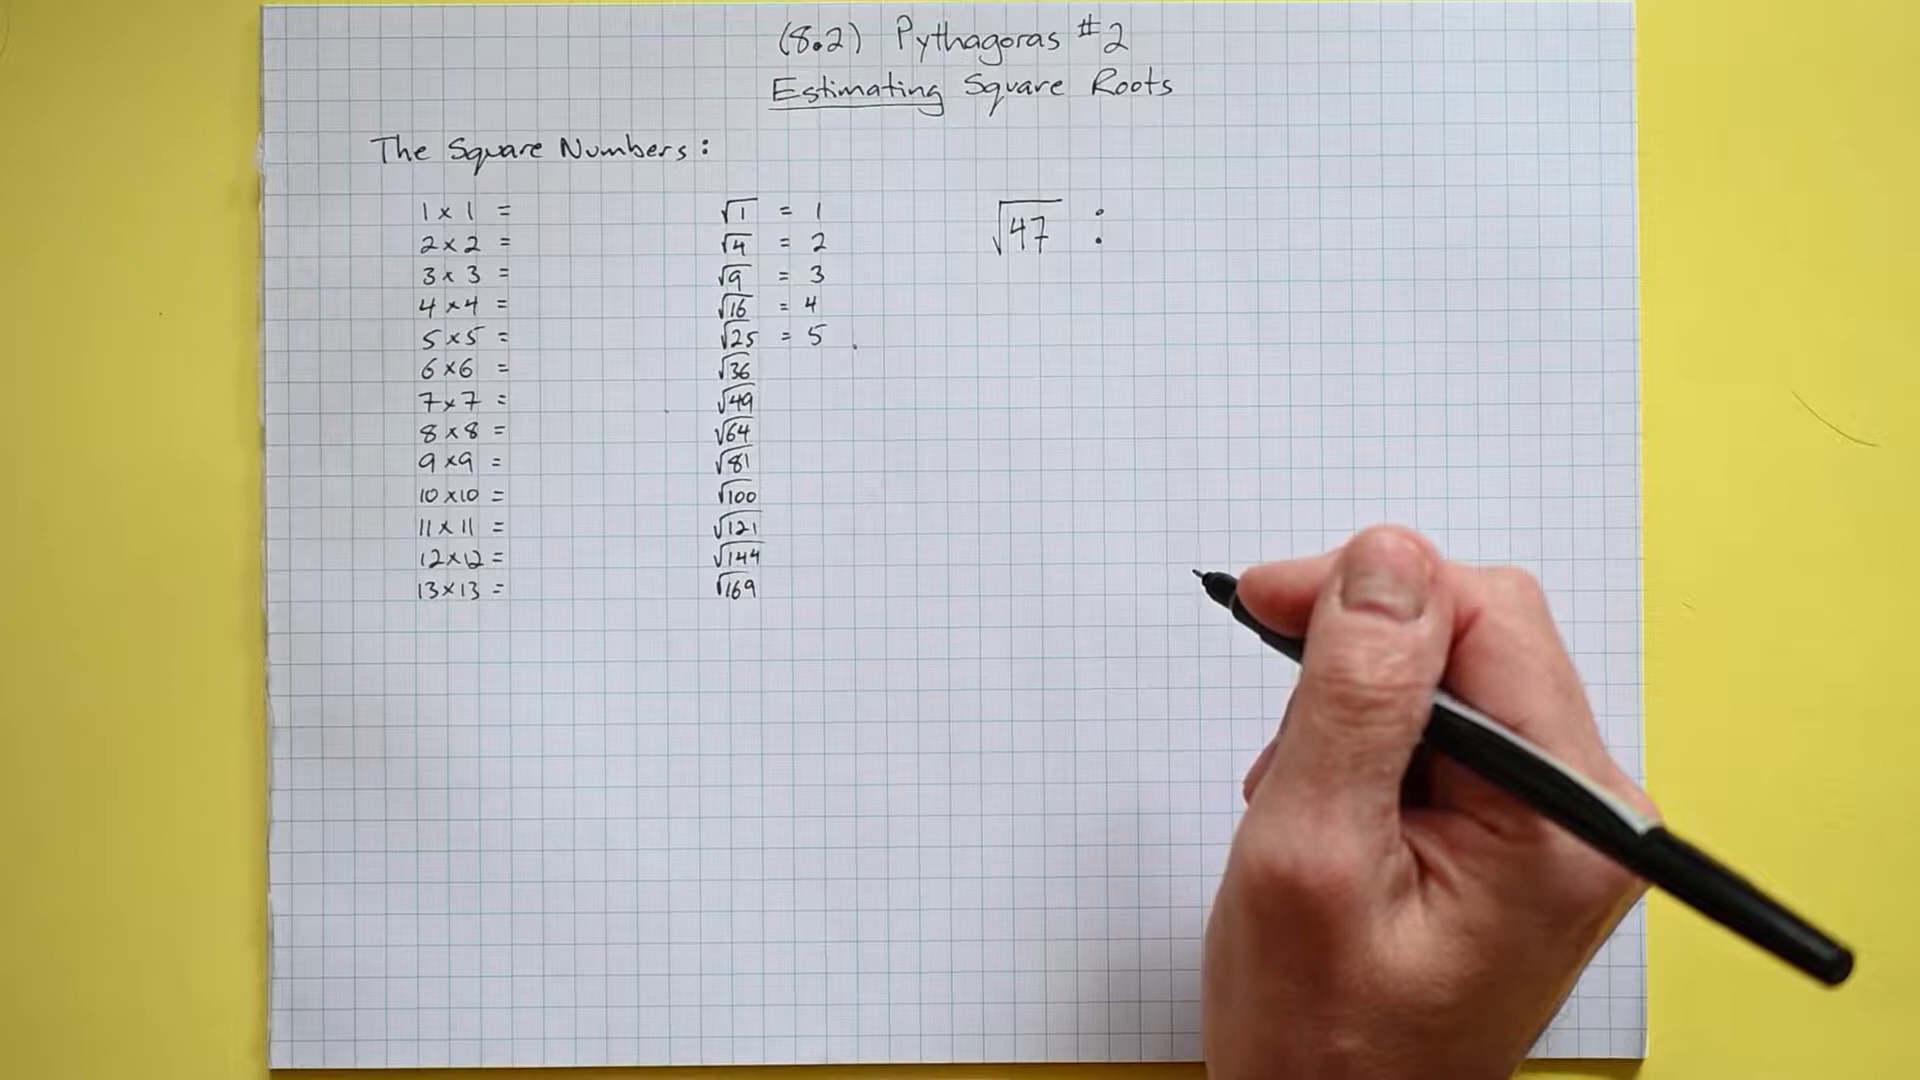 (8.2) Pythagoras #2
Estimating Square Roots
The Square Numbers:
1 x 1 = √1 = 1 √47 :
2 x 2 = √4 = 2
3 x 3 = √9 = 3
4 x 4 = √16 = 4
5 x 5 = √25 = 5
6 x 6 = √36
7 x 7 = √49
8 x 8 = √64
9 x 9 = √81
10 x 10 = √100
11 x 11 = √121
12 x 12 = √144
13 x 13 = √169